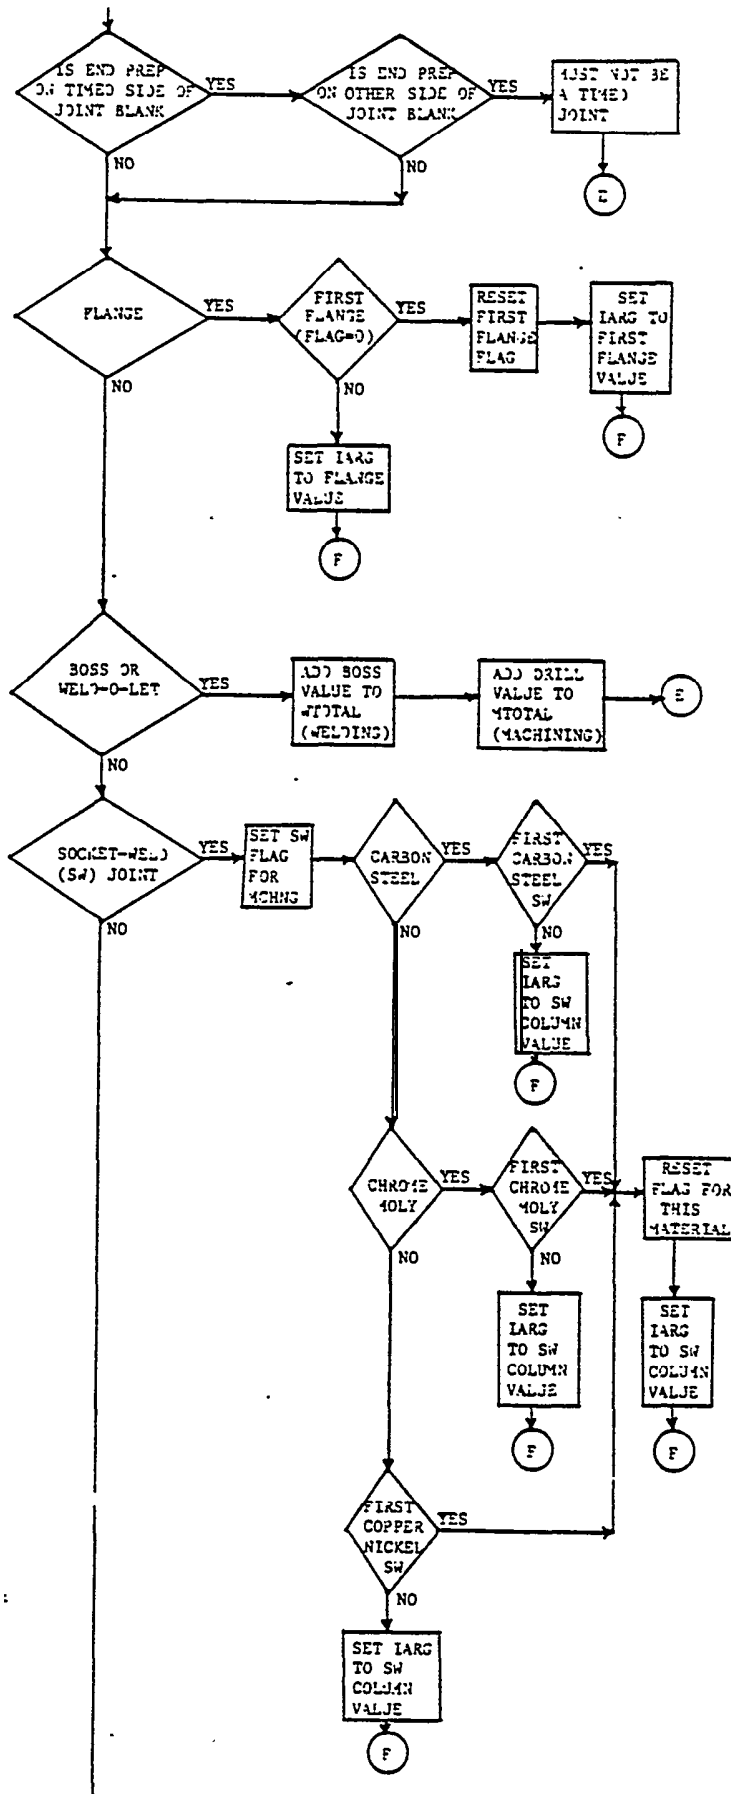 IS END PREP
ON TIMED SIDE OF
JOINT BLANK
YES
NO
IS END PREP
ON OTHER SIDE OF
JOINT BLANK
YES
NO
MUST NOT BE
A TIMED
JOINT
E
FLANGE
YES
NO
FIRST
FLANGE
(FLAG=0)
YES
NO
RESET
FIRST
FLANGE
FLAG
SET
IARG TO
FIRST
FLANGE
VALUE
F
SET IARG
TO FLANGE
VALUE
F
BOSS OR
WELD-O-LET
YES
NO
ADD BOSS
VALUE TO
WTOTAL
(WELDING)
ADD DRILL
VALUE TO
MTOTAL
(MACHINING)
E
SOCKET-WELD
(SW) JOINT
YES
NO
SET SW
FLAG
FOR
MCHNG
CARBON
STEEL
YES
NO
FIRST
CARBON
STEEL
SW
YES
NO
SET
IARG
TO SW
COLUMN
VALUE
F
CHROME
MOLY
YES
NO
FIRST
CHROME
MOLY
SW
YES
NO
RESET
FLAG FOR
THIS
MATERIAL
SET
IARG
TO SW
COLUMN
VALUE
F
SET
IARG
TO SW
COLUMN
VALUE
F
FIRST
COPPER
NICKEL
SW
YES
NO
SET IARG
TO SW
COLUMN
VALUE
F